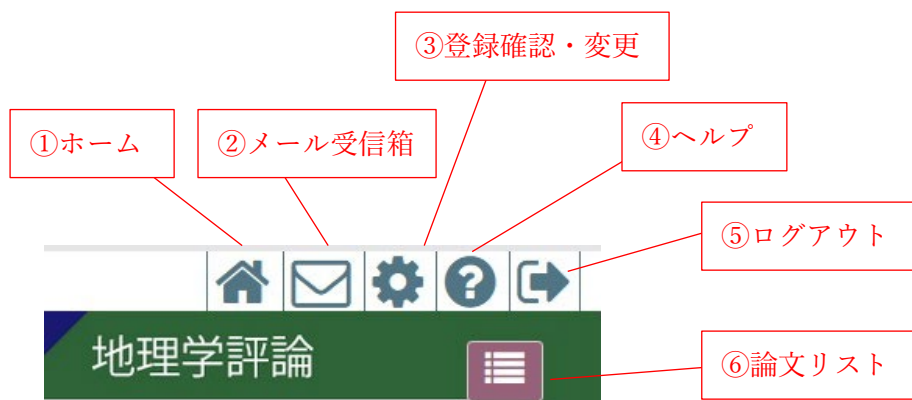 ③登録確認・変更
①ホーム
②メール受信箱
④ヘルプ
⑤ログアウト
地理学評論
⑥論文リスト